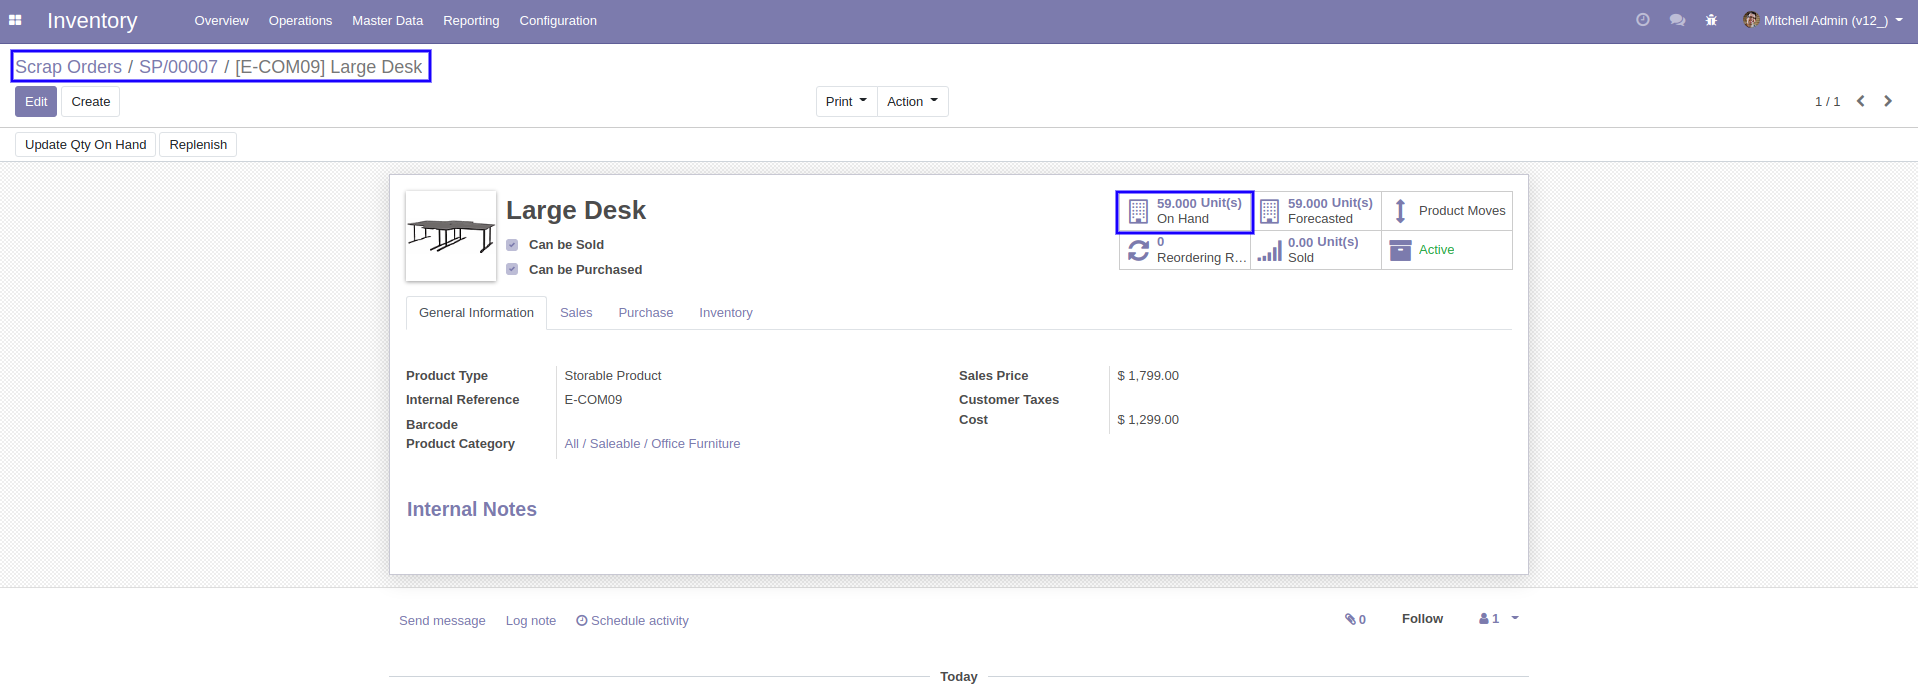 Inventory Overview Operations Master Data Reporting Configuration Mitchell Admin (v12_)
Scrap Orders / SP/00007 / [E-COM09] Large Desk
Edit Create Print Action 1 / 1
Update Qty On Hand Replenish
Large Desk
Can be Sold
Can be Purchased
59.000 Unit(s)
On Hand
59.000 Unit(s)
Forecasted
Product Moves
0
Reordering R...
0.00 Unit(s)
Sold
Active
General Information Sales Purchase Inventory
Product Type Storable Product
Internal Reference E-COM09
Barcode
Product Category All / Saleable / Office Furniture
Sales Price $ 1,799.00
Customer Taxes
Cost $ 1,299.00
Internal Notes
Send message Log note Schedule activity 0 Follow 1
Today